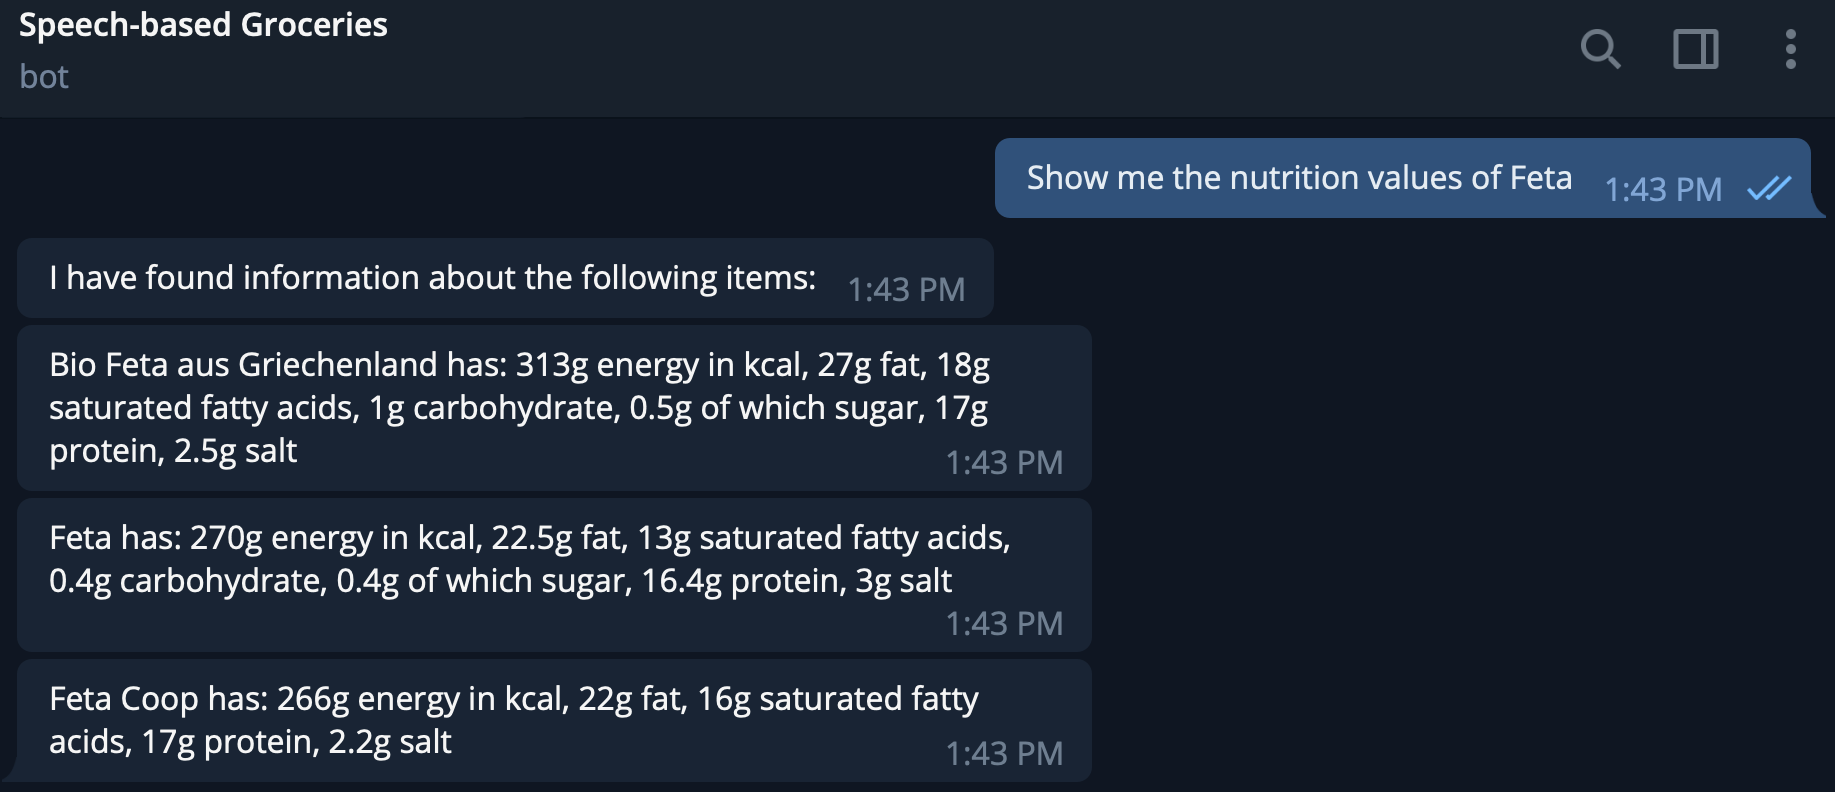 Speech-based Groceries
bot
Show me the nutrition values of Feta 1:43 PM
I have found information about the following items: 1:43 PM
Bio Feta aus Griechenland has: 313g energy in kcal, 27g fat, 18g
saturated fatty acids, 1g carbohydrate, 0.5g of which sugar, 17g
protein, 2.5g salt
1:43 PM
Feta has: 270g energy in kcal, 22.5g fat, 13g saturated fatty acids,
0.4g carbohydrate, 0.4g of which sugar, 16.4g protein, 3g salt
1:43 PM
Feta Coop has: 266g energy in kcal, 22g fat, 16g saturated fatty
acids, 17g protein, 2.2g salt
1:43 PM